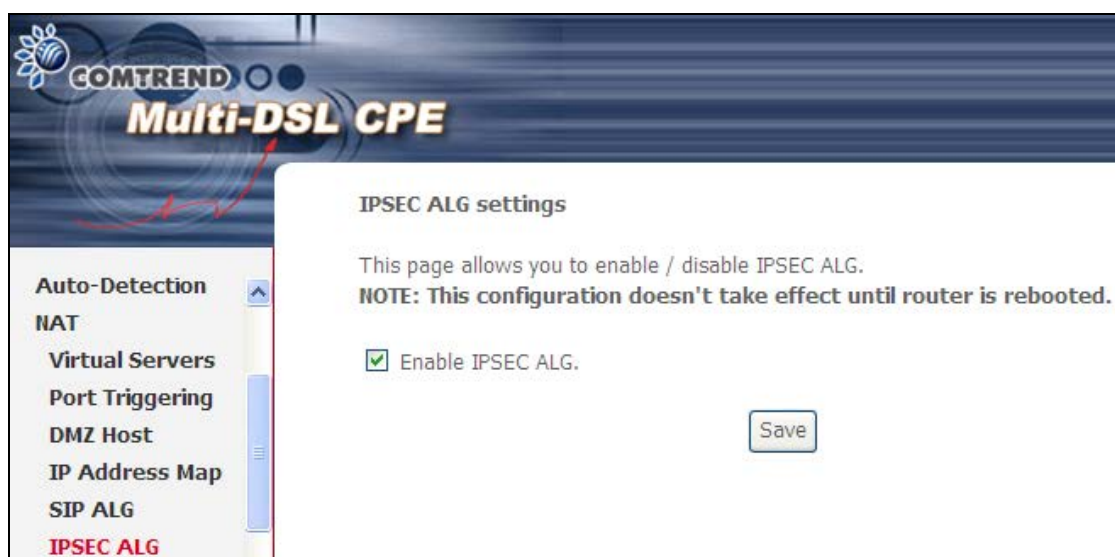 COMTREND
Multi-DSL CPE
IPSEC ALG settings
This page allows you to enable / disable IPSEC ALG.
NOTE: This configuration doesn't take effect until router is rebooted.
Enable IPSEC ALG.
Save
Auto-Detection
NAT
Virtual Servers
Port Triggering
DMZ Host
IP Address Map
SIP ALG
IPSEC ALG